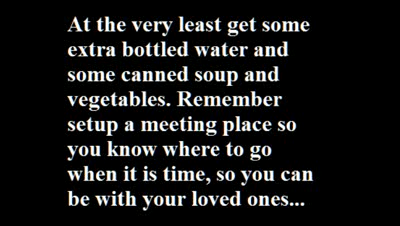 At the very least get some
extra bottled water and
some canned soup and
vegetables. Remember
setup a meeting place so
you know where to go
when it is time, so you can
be with your loved ones...